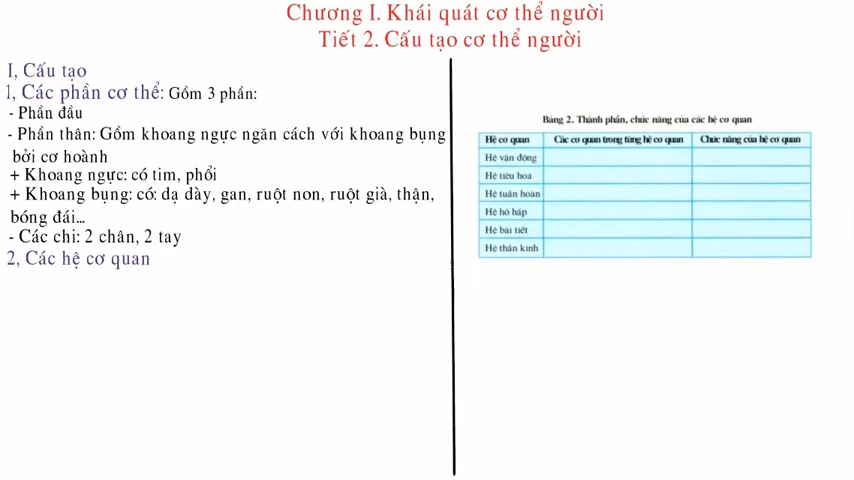 Chương I. Khái quát cơ thể người
Tiết 2. Cấu tạo cơ thể người
I, Cấu tạo
1, Các phần cơ thể: Gồm 3 phần:
- Phần đầu
- Phần thân: Gồm khoang ngực ngăn cách với khoang bụng
bởi cơ hoành
+ Khoang ngực: có tim, phổi
+ Khoang bụng: có: dạ dày, gan, ruột non, ruột già, thận,
bóng đái...
- Các chi: 2 chân, 2 tay
2, Các hệ cơ quan
Bảng 2. Thành phần, chức năng của các hệ cơ quan
Hệ cơ quan Các cơ quan trong từng hệ cơ quan Chức năng của hệ cơ quan
Hệ vận động
Hệ tiêu hoá
Hệ tuần hoàn
Hệ hô hấp
Hệ bài tiết
Hệ thần kinh